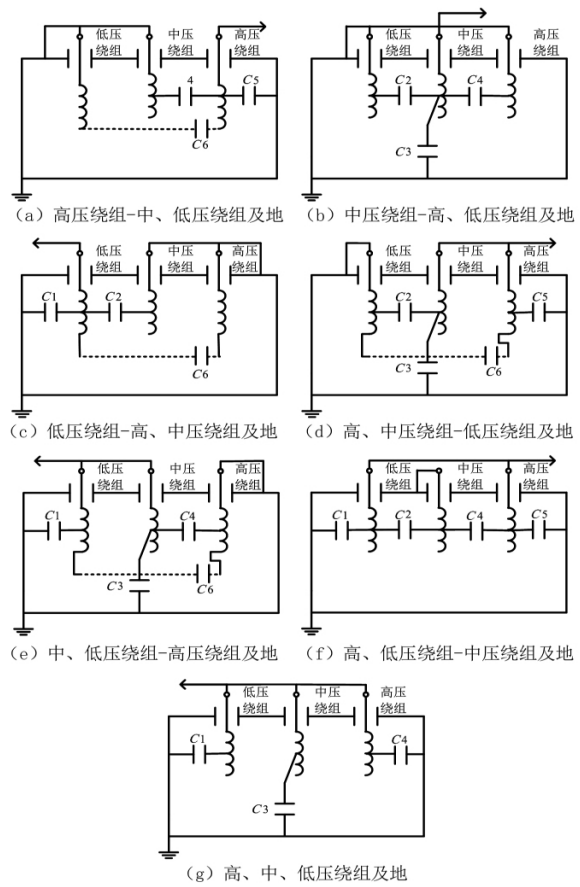 低压 中压 高压
绕组 绕组 绕组
4 C5
C6
(a) 高压绕组-中、低压绕组及地
低压 中压 高压
绕组 绕组 绕组
C2 C4
C3
(b) 中压绕组-高、低压绕组及地
低压 中压 高压
绕组 绕组 绕组
C1 C2
C6
(c) 低压绕组-高、中压绕组及地
低压 中压 高压
绕组 绕组 绕组
C2 C5
C3 C6
(d) 高、中压绕组-低压绕组及地
低压 中压 高压
绕组 绕组 绕组
C1 C4
C3 C6
(e) 中、低压绕组-高压绕组及地
低压 中压 高压
绕组 绕组 绕组
C1 C2 C4 C5
(f) 高、低压绕组-中压绕组及地
低压 中压 高压
绕组 绕组 绕组
C1 C4
C3
(g) 高、中、低压绕组及地